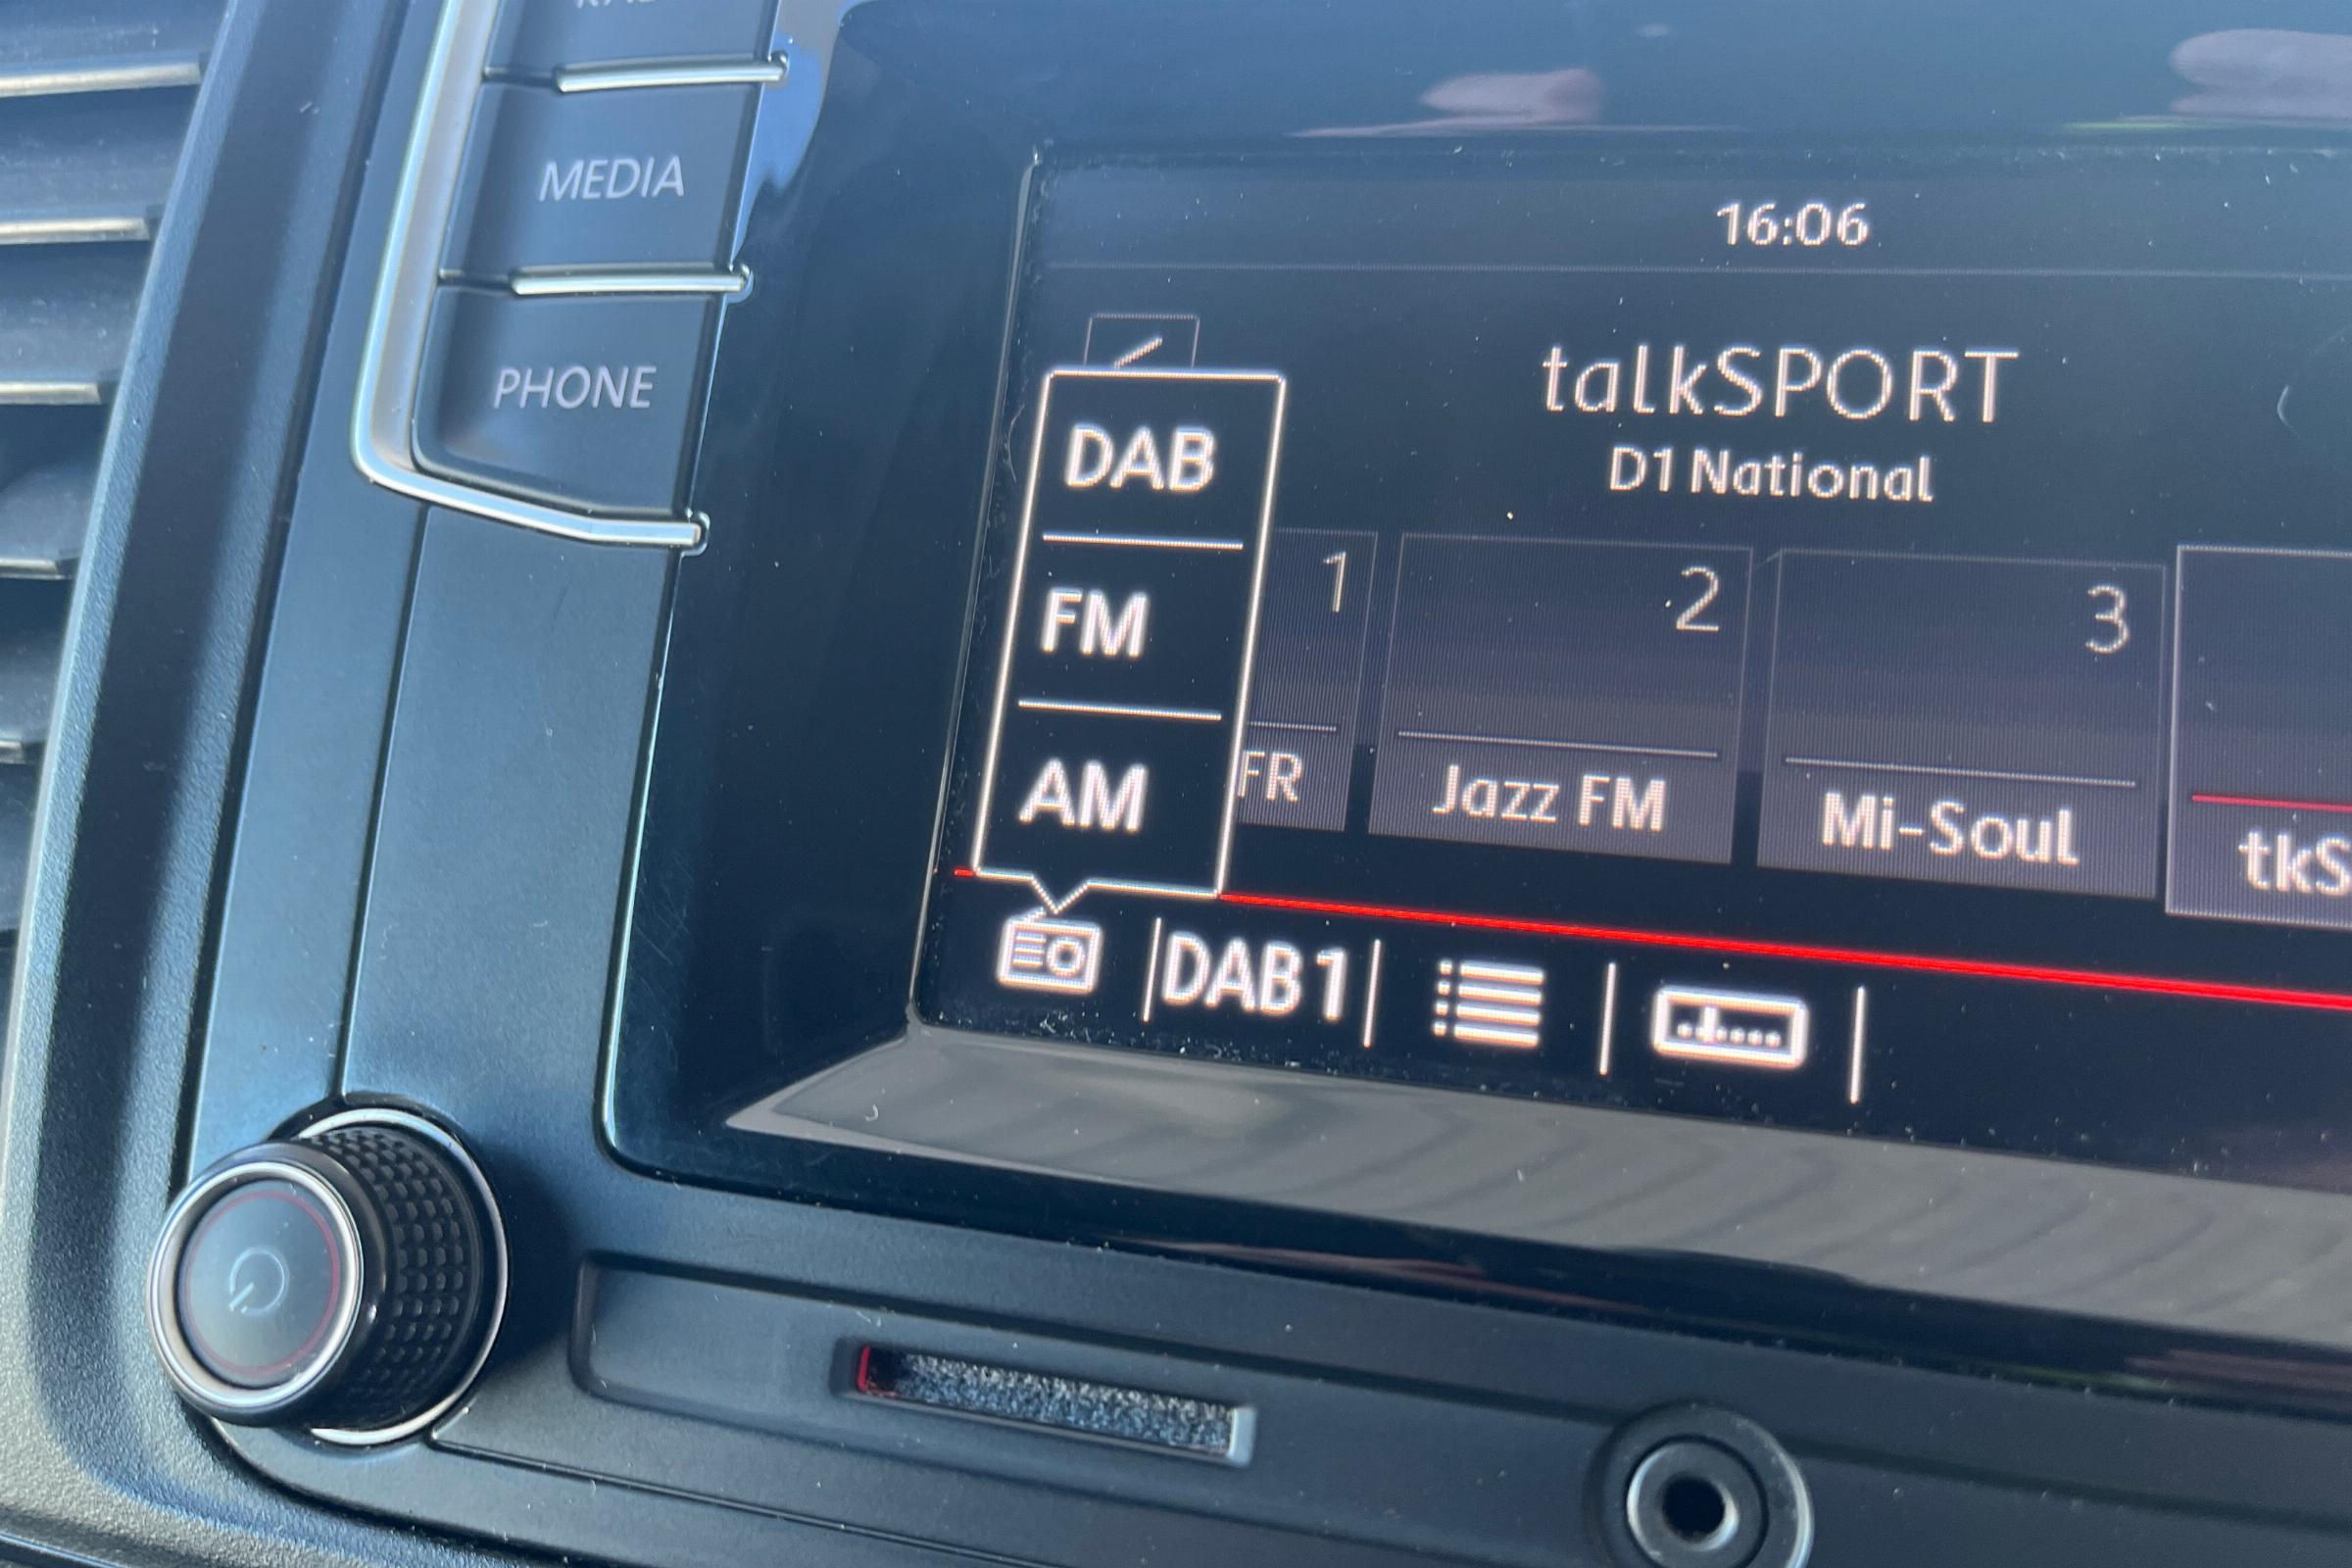 MEDIA
PHONE
16:06
talkSPORT
D1 National
DAB
FM
AM
1
2
3
FR
Jazz FM
Mi-Soul
tkS
DAB1